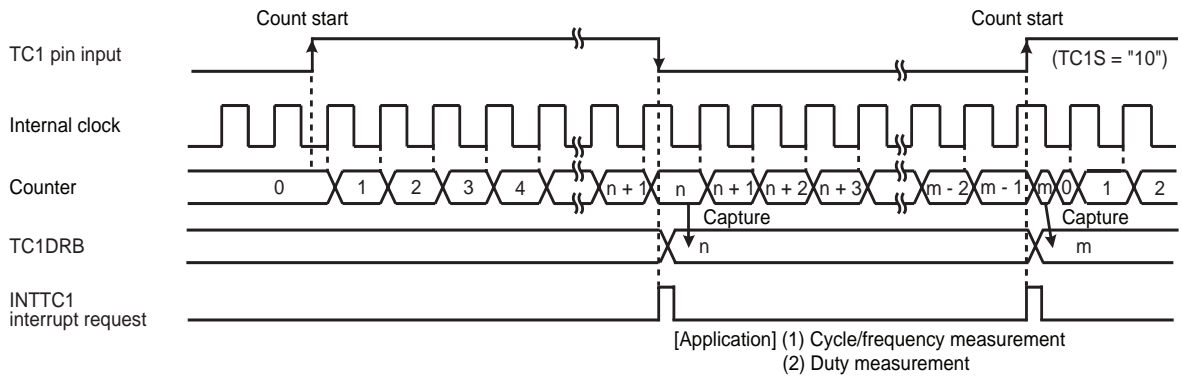 Count start
Count start
TC1 pin input
(TC1S = "10")
Internal clock
Counter
0 1 2 3 4 n + 1 n n + 1 n + 2 n + 3 m - 2 m - 1 m 0 1 2
Capture
Capture
TC1DRB
n
m
INTTC1
interrupt request
[Application] (1) Cycle/frequency measurement
(2) Duty measurement